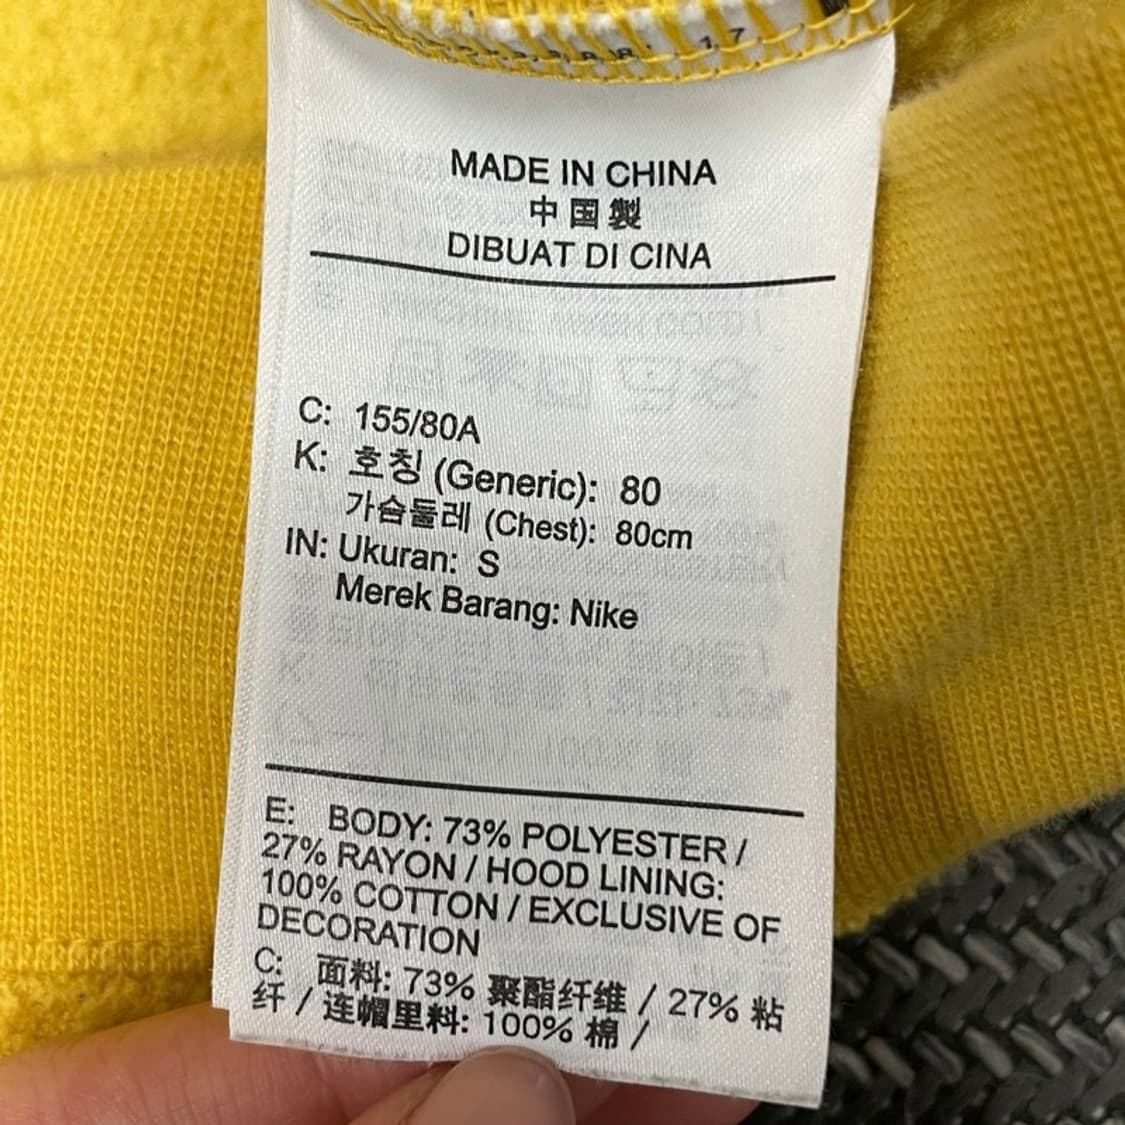 MADE IN CHINA
中国製
DIBUAT DI CINA
C: 155/80A
K: 호칭 (Generic): 80
가슴둘레 (Chest): 80cm
IN: Ukuran: S
Merek Barang: Nike
E: BODY: 73% POLYESTER /
27% RAYON / HOOD LINING:
100% COTTON / EXCLUSIVE OF
DECORATION
C: 面料: 73% 聚酯纤维 / 27% 粘
纤 / 连帽里料: 100% 棉 /